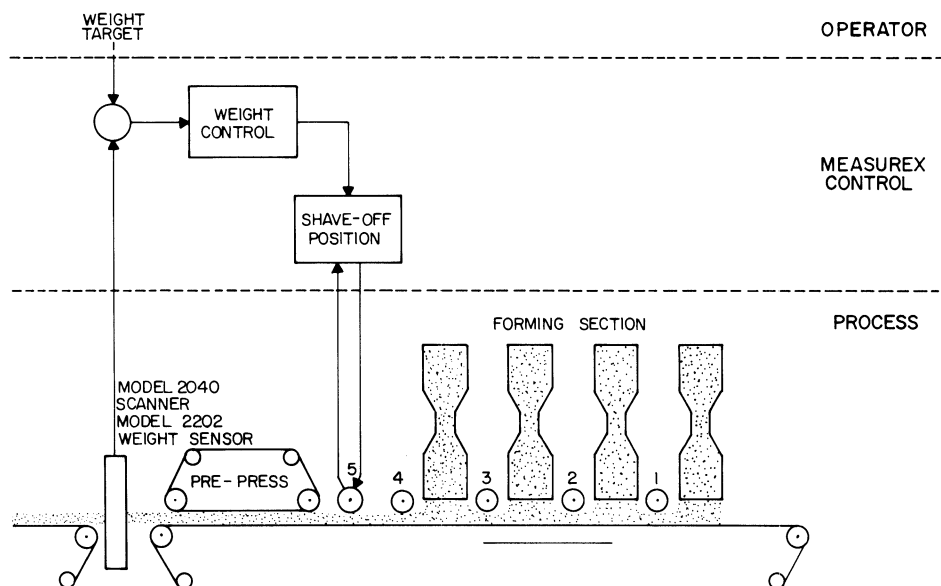 WEIGHT
TARGET
OPERATOR
WEIGHT
CONTROL
MEASUREX
CONTROL
SHAVE-OFF
POSITION
FORMING SECTION
PROCESS
MODEL 2040
SCANNER
MODEL 2202
WEIGHT SENSOR
PRE-PRESS
5
4
3
2
1